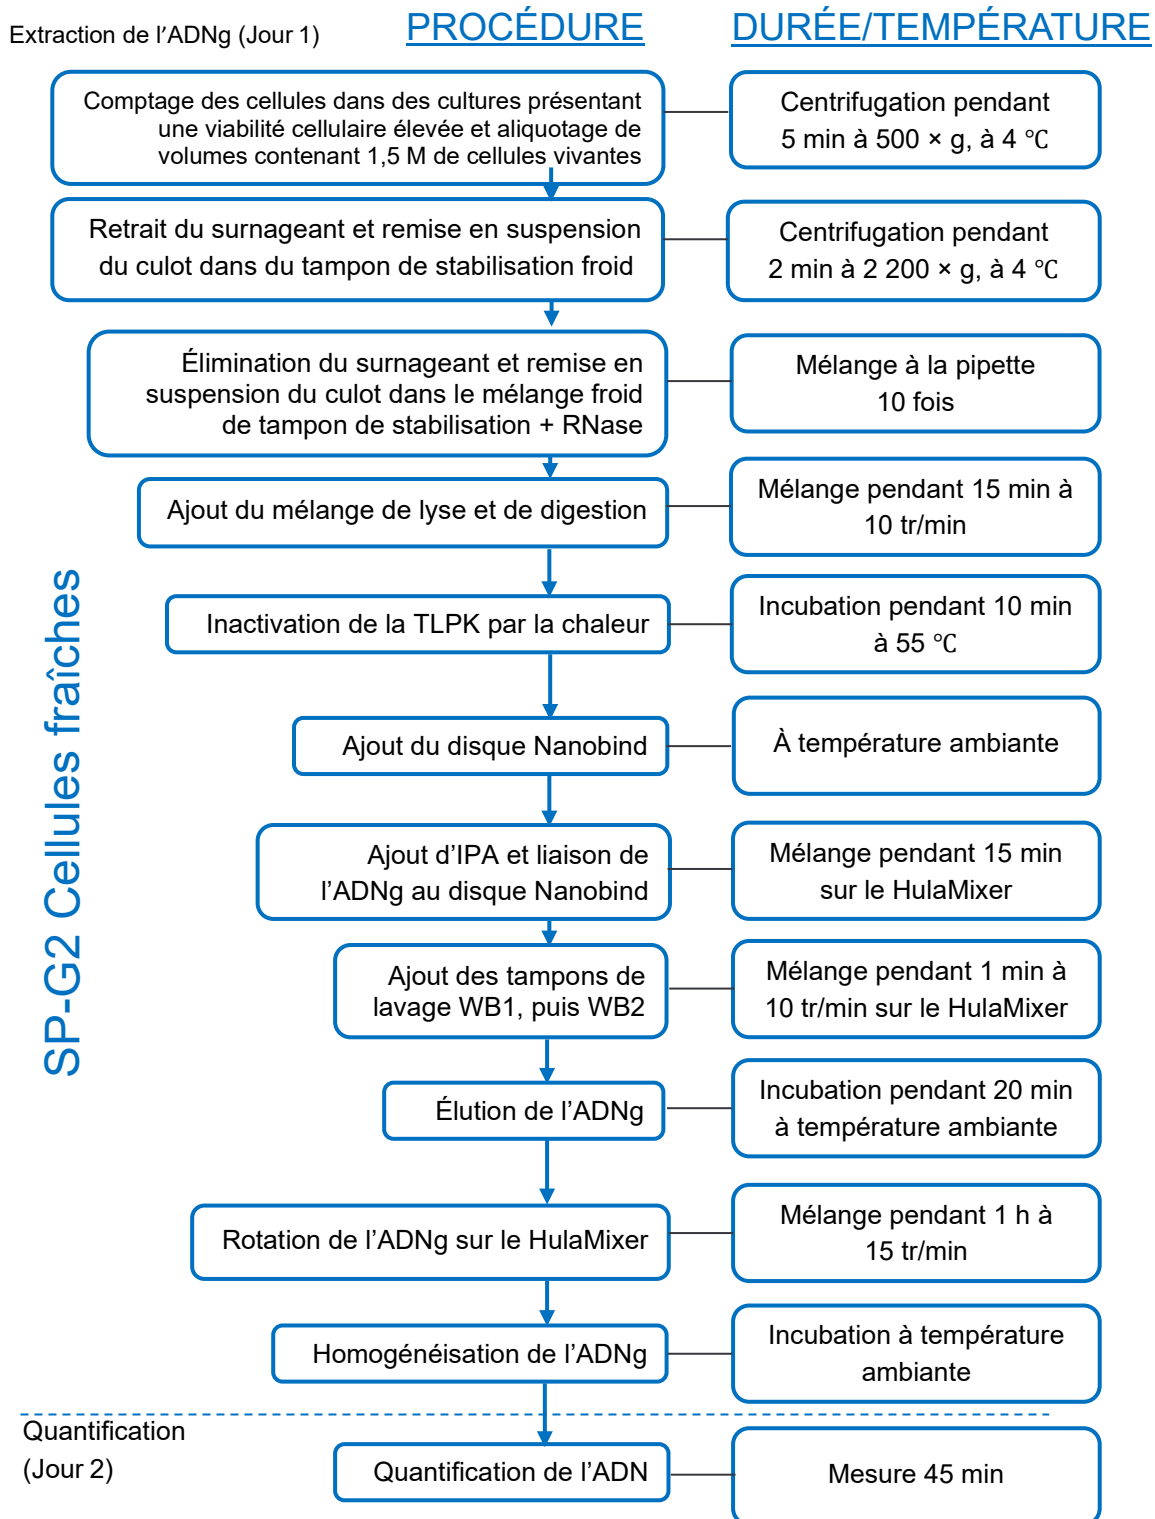 Extraction de l'ADNg (Jour 1)
PROCÉDURE
DURÉE/TEMPÉRATURE
Comptage des cellules dans des cultures présentant
une viabilité cellulaire élevée et aliquotage de
volumes contenant 1,5 M de cellules vivantes
Centrifugation pendant
5 min à 500 × g, à 4 °C
Retrait du surnageant et remise en suspension
du culot dans du tampon de stabilisation froid
Centrifugation pendant
2 min à 2 200 × g, à 4 °C
Élimination du surnageant et remise en
suspension du culot dans le mélange froid
de tampon de stabilisation + RNase
Mélange à la pipette
10 fois
Ajout du mélange de lyse et de digestion
Mélange pendant 15 min à
10 tr/min
Inactivation de la TLPK par la chaleur
Incubation pendant 10 min
à 55 °C
Ajout du disque Nanobind
À température ambiante
Ajout d'IPA et liaison de
l'ADNg au disque Nanobind
Mélange pendant 15 min
sur le HulaMixer
Ajout des tampons de
lavage WB1, puis WB2
Mélange pendant 1 min à
10 tr/min sur le HulaMixer
Élution de l'ADNg
Incubation pendant 20 min
à température ambiante
Rotation de l'ADNg sur le HulaMixer
Mélange pendant 1 h à
15 tr/min
Homogénéisation de l'ADNg
Incubation à température
ambiante
SP-G2 Cellules fraîches
Quantification
(Jour 2)
Quantification de l'ADN
Mesure 45 min